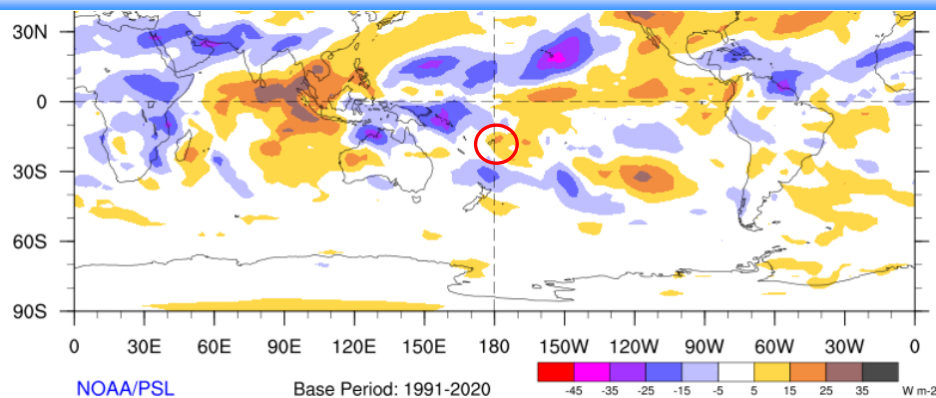 30N
0
30S
60S
90S
0 30E 60E 90E 120E 150E 180 150W 120W 90W 60W 30W 0
NOAA/PSL Base Period: 1991-2020
-45 -35 -25 -15 -5 5 15 25 35 W m-2